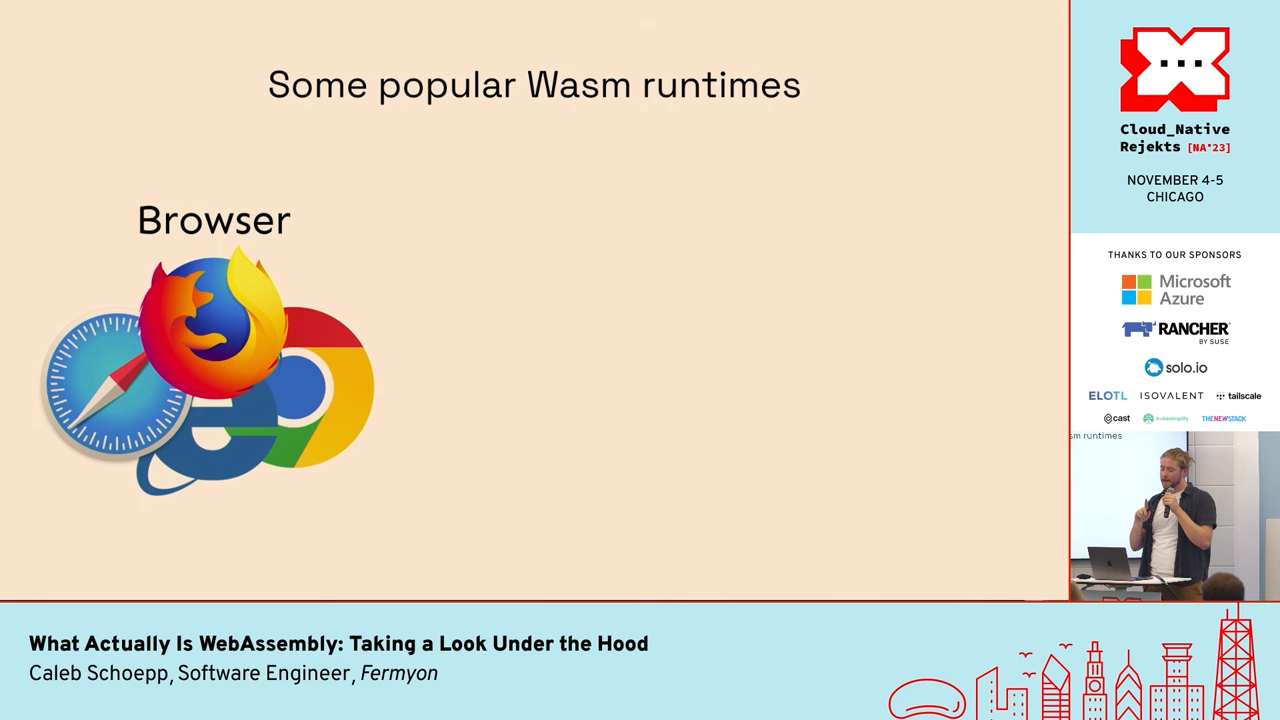 Some popular Wasm runtimes
Browser
Cloud_Native
Rejekts [NA'23]
NOVEMBER 4-5
CHICAGO
THANKS TO OUR SPONSORS
Microsoft
Azure
RANCHER
BY SUSE
solo.io
ELOTL
ISOVALENT
tailscale
cast
kubesimplify
THENEWSTACK
sm runtimes
What Actually Is WebAssembly: Taking a Look Under the Hood
Caleb Schoepp, Software Engineer, Fermyon